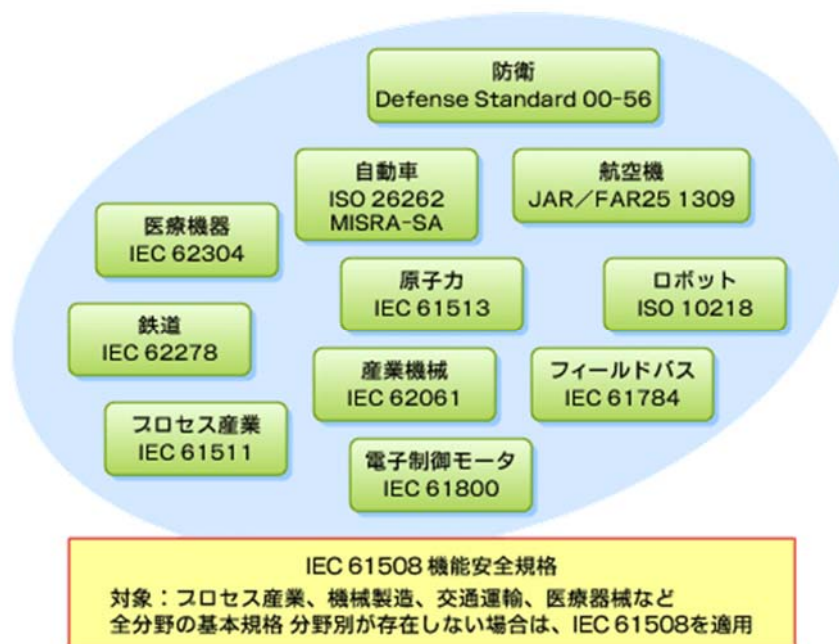 防衛
Defense Standard 00-56
自動車
ISO 26262
MISRA-SA
航空機
JAR／FAR25 1309
医療機器
IEC 62304
原子力
IEC 61513
ロボット
ISO 10218
鉄道
IEC 62278
産業機械
IEC 62061
フィールドバス
IEC 61784
プロセス産業
IEC 61511
電子制御モータ
IEC 61800
IEC 61508 機能安全規格
対象：プロセス産業、機械製造、交通運輸、医療器械など
全分野の基本規格 分野別が存在しない場合は、IEC 61508を適用